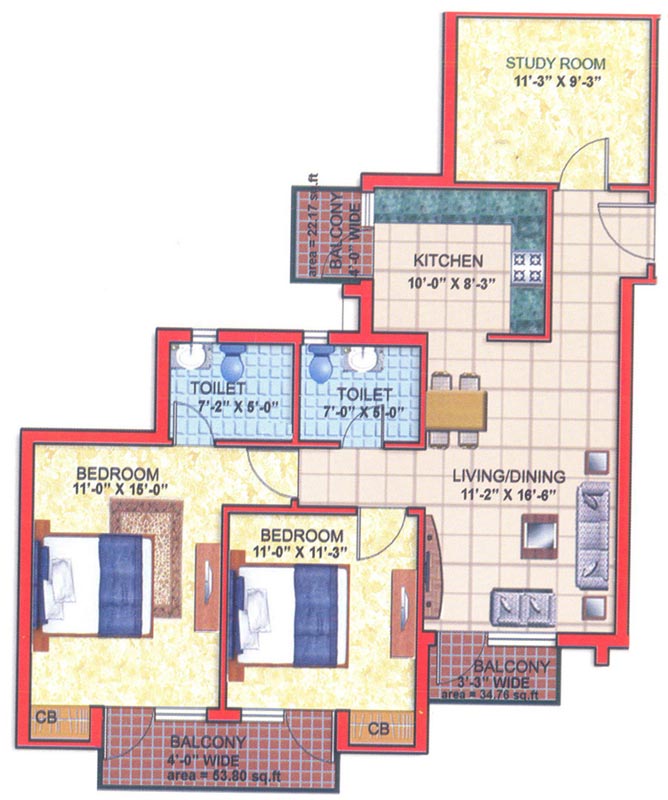 STUDY ROOM
11'-3" X 9'-3"
area = 22.17 sq.ft
BALCONY
4'-0" WIDE
KITCHEN
10'-0" X 8'-3"
TOILET
7'-2" X 5'-0"
TOILET
7'-0" X 5'-0"
BEDROOM
11'-0" X 15'-0"
LIVING/DINING
11'-2" X 16'-6"
BEDROOM
11'-0" X 11'-3"
BALCONY
3'-3" WIDE
area = 34.76 sq.ft
CB
CB
BALCONY
4'-0" WIDE
area = 53.80 sq.ft